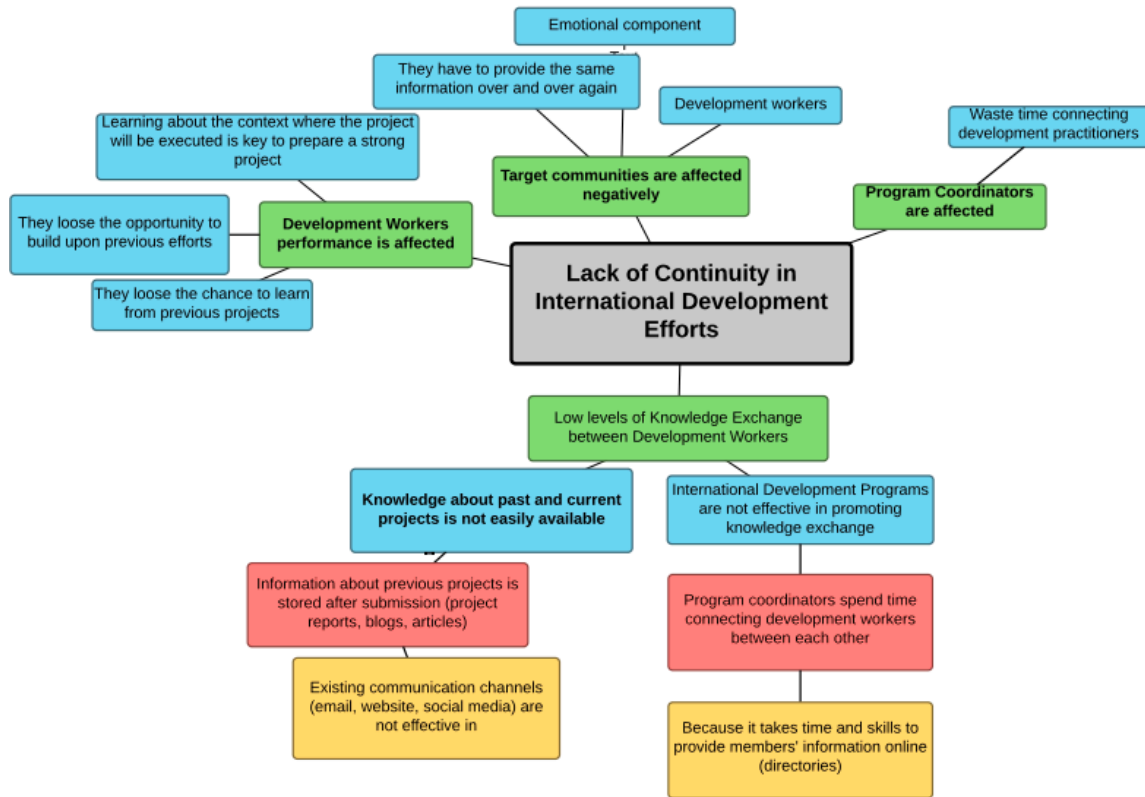 Emotional component
They have to provide the same
information over and over again
Development workers
Waste time connecting
development practitioners
Learning about the context where the project
will be executed is key to prepare a strong
project
Target communities are affected
negatively
Program Coordinators
are affected
They loose the opportunity to
build upon previous efforts
Development Workers
performance is affected
They loose the chance to learn
from previous projects
Lack of Continuity in
International Development
Efforts
Low levels of Knowledge Exchange
between Development Workers
Knowledge about past and current
projects is not easily available
International Development Programs
are not effective in promoting
knowledge exchange
Information about previous projects is
stored after submission (project
reports, blogs, articles)
Program coordinators spend time
connecting development workers
between each other
Existing communication channels
(email, website, social media) are
not effective in
Because it takes time and skills to
provide members' information online
(directories)